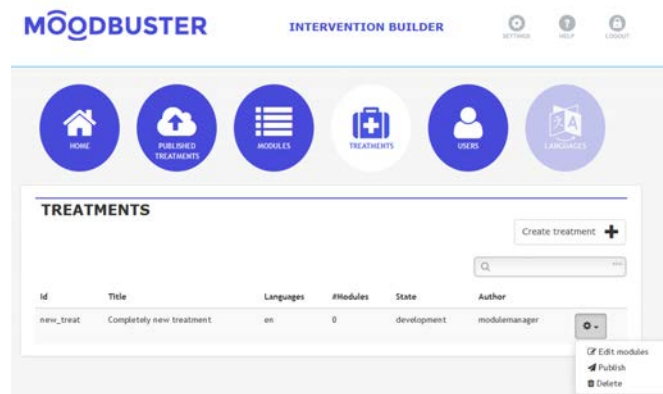 MOODBUSTER
INTERVENTION BUILDER
SETTINGS
HELP
LOGOUT
HOME
PUBLISHED
TREATMENTS
MODULES
TREATMENTS
USERS
LANGUAGES
TREATMENTS
Create treatment
Id Title Languages #Modules State Author
new_treat Completely new treatment en 0 development modulemanager
Edit modules
Publish
Delete